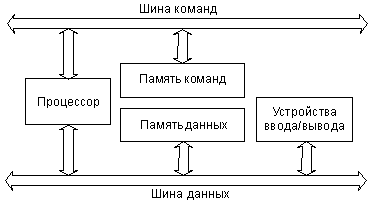 Шина команд
Процессор
Память команд
Память данных
Устройства
ввода/вывода
Шина данных